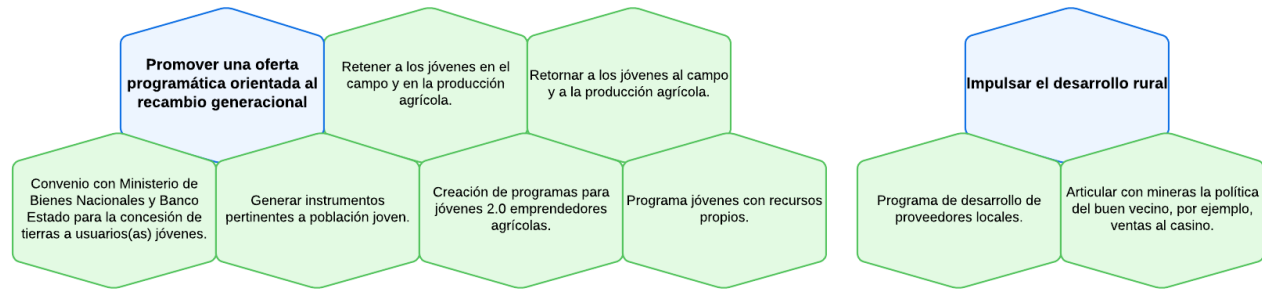 Promover una oferta
programática orientada al
recambio generacional
Retener a los jóvenes en el
campo y en la producción
agrícola.
Retornar a los jóvenes al campo
y a la producción agrícola.
Convenio con Ministerio de
Bienes Nacionales y Banco
Estado para la concesión de
tierras a usuarios(as) jóvenes.
Generar instrumentos
pertinentes a población joven.
Creación de programas para
jóvenes 2.0 emprendedores
agrícolas.
Programa jóvenes con recursos
propios.
Impulsar el desarrollo rural
Programa de desarrollo de
proveedores locales.
Articular con mineras la política
del buen vecino, por ejemplo,
ventas al casino.